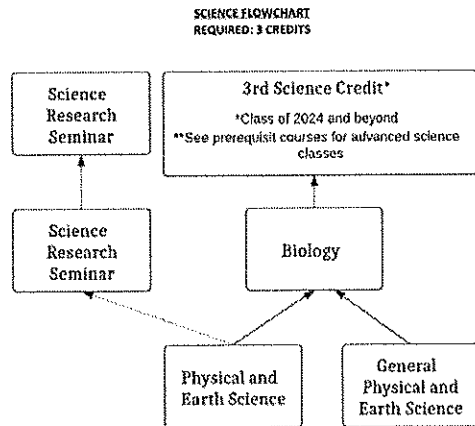 SCIENCE FLOWCHART
REQUIRED: 3 CREDITS
Science
Research
Seminar
3rd Science Credit*
*Class of 2024 and beyond
**See prerequisit courses for advanced science
classes
Science
Research
Seminar
Biology
Physical and
Earth Science
General
Physical and
Earth Science